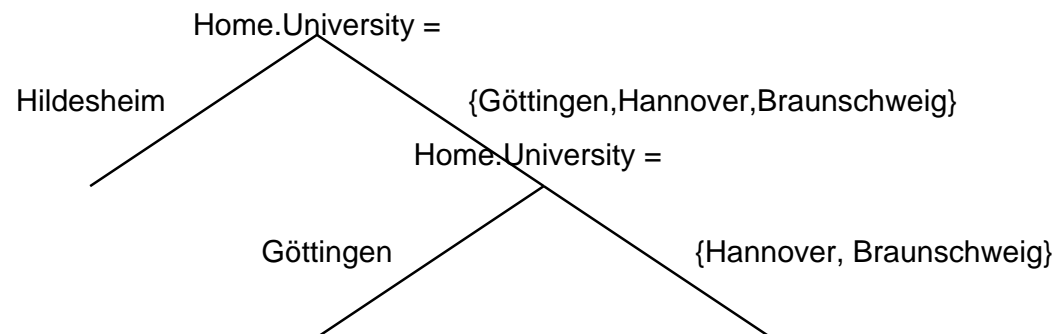 Home.University =
Hildesheim
{Göttingen,Hannover,Braunschweig}
Home.University =
Göttingen
{Hannover, Braunschweig}